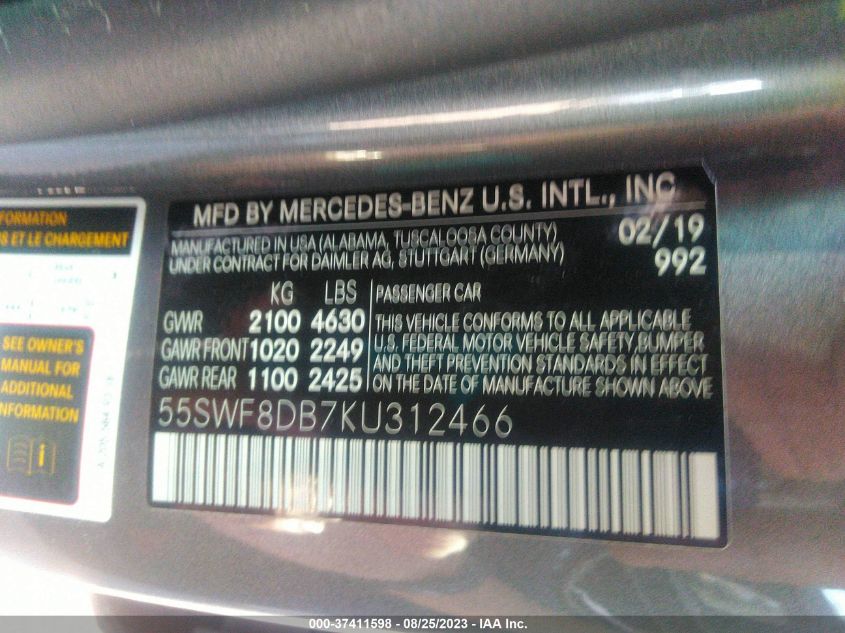 FORMATION
S ET LE CHARGEMENT
SEE OWNER'S
MANUAL FOR
ADDITIONAL
INFORMATION
MFD BY MERCEDES-BENZ U.S. INTL., INC
MANUFACTURED IN USA (ALABAMA, TUSCALOOSA COUNTY) 02/19
UNDER CONTRACT FOR DAIMLER AG, STUTTGART (GERMANY) 992
KG LBS PASSENGER CAR
GVWR 2100 4630 THIS VEHICLE CONFORMS TO ALL APPLICABLE
U.S. FEDERAL MOTOR VEHICLE SAFETY, BUMPER
GAWR FRONT 1020 2249 AND THEFT PREVENTION STANDARDS IN EFFECT
GAWR REAR 1100 2425 ON THE DATE OF MANUFACTURE SHOWN ABOVE
55SWF8DB7KU312466
000-37411598 - 08/25/2023 - IAA Inc.